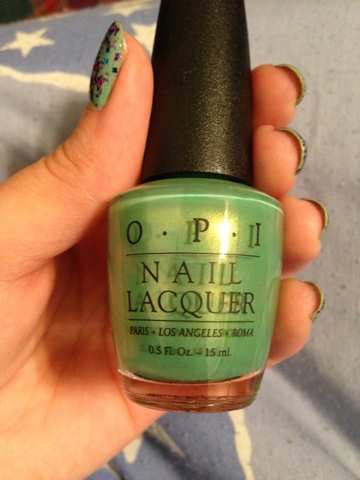 O · P · I
NAIL
LACQUER
PARIS · LOS ANGELES · ROMA
0.5 Fl. Oz. – 15 ml.